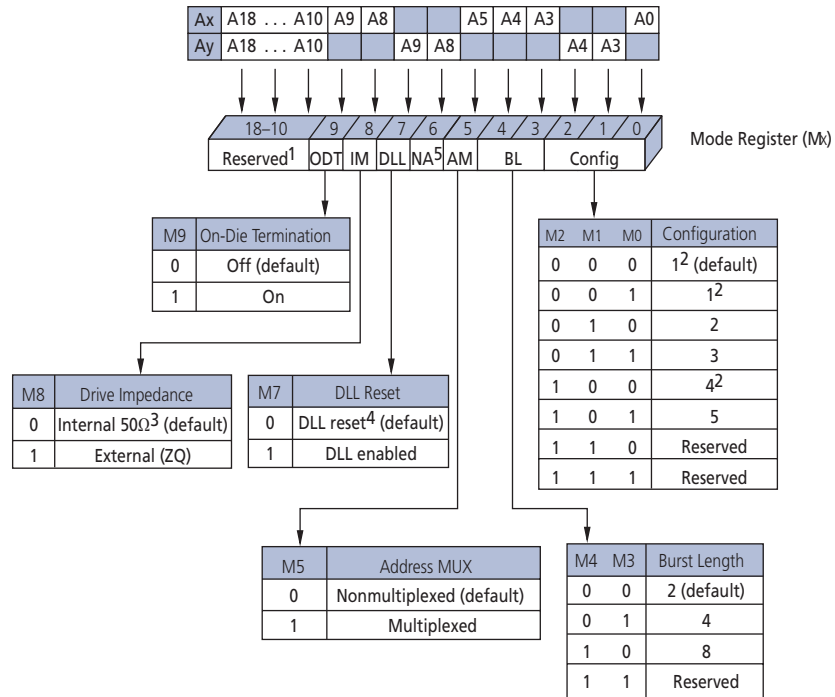 Ax A18 . . . A10 A9 A8 A5 A4 A3 A0
Ay A18 . . . A10 A9 A8 A4 A3
18–10 9 8 7 6 5 4 3 2 1 0
Reserved1 ODT IM DLL NA5 AM BL Config
Mode Register (Mx)
M9 On-Die Termination
0 Off (default)
1 On
M2 M1 M0 Configuration
0 0 0 1² (default)
0 0 1 1²
0 1 0 2
0 1 1 3
1 0 0 4²
1 0 1 5
1 1 0 Reserved
1 1 1 Reserved
M8 Drive Impedance
0 Internal 50Ω³ (default)
1 External (ZQ)
M7 DLL Reset
0 DLL reset⁴ (default)
1 DLL enabled
M5 Address MUX
0 Nonmultiplexed (default)
1 Multiplexed
M4 M3 Burst Length
0 0 2 (default)
0 1 4
1 0 8
1 1 Reserved